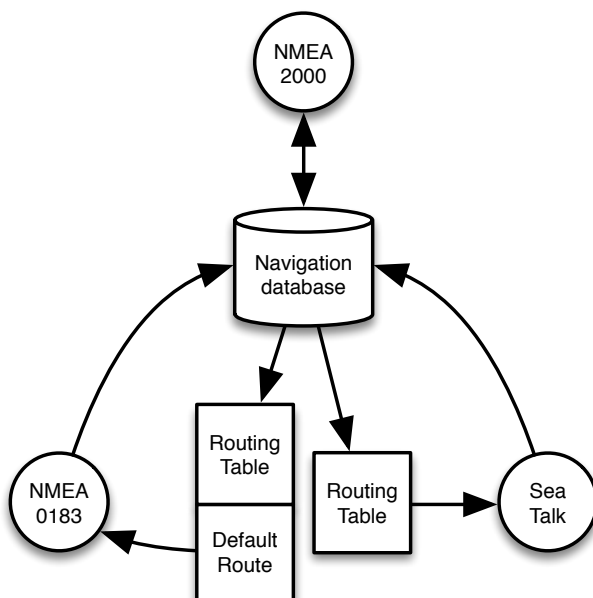 NMEA
2000
Navigation
database
Routing
Table
Routing
Table
NMEA
0183
Default
Route
Sea
Talk